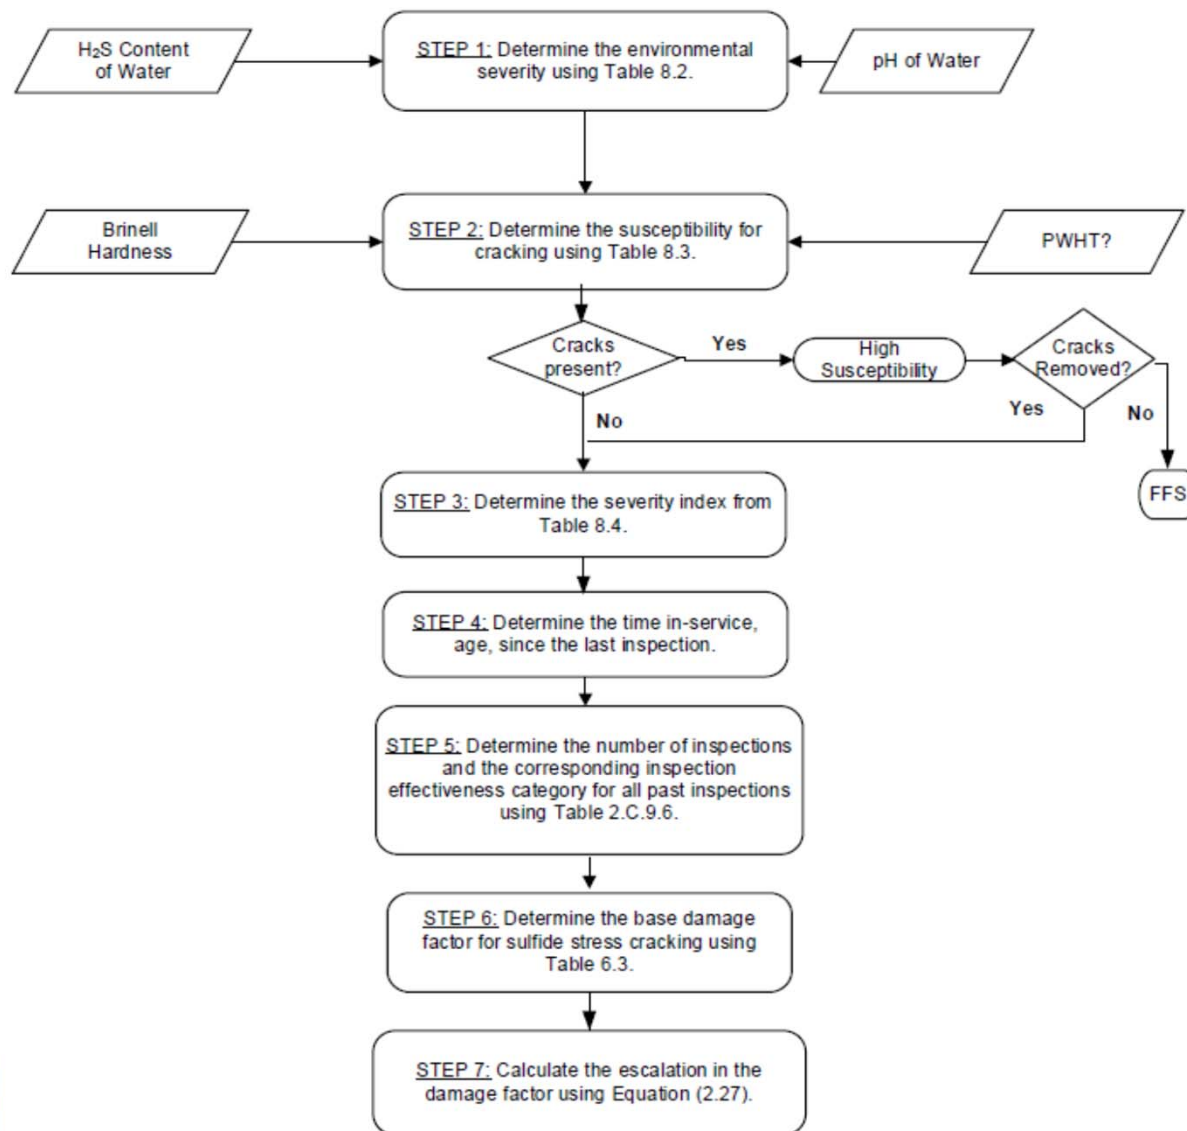 H₂S Content
of Water
STEP 1: Determine the environmental
severity using Table 8.2.
pH of Water
Brinell
Hardness
STEP 2: Determine the susceptibility for
cracking using Table 8.3.
PWHT?
Cracks
present?
Yes
High
Susceptibility
Cracks
Removed?
Yes
No
No
FFS
STEP 3: Determine the severity index from
Table 8.4.
STEP 4: Determine the time in-service,
age, since the last inspection.
STEP 5: Determine the number of inspections
and the corresponding inspection
effectiveness category for all past inspections
using Table 2.C.9.6.
STEP 6: Determine the base damage
factor for sulfide stress cracking using
Table 6.3.
STEP 7: Calculate the escalation in the
damage factor using Equation (2.27).